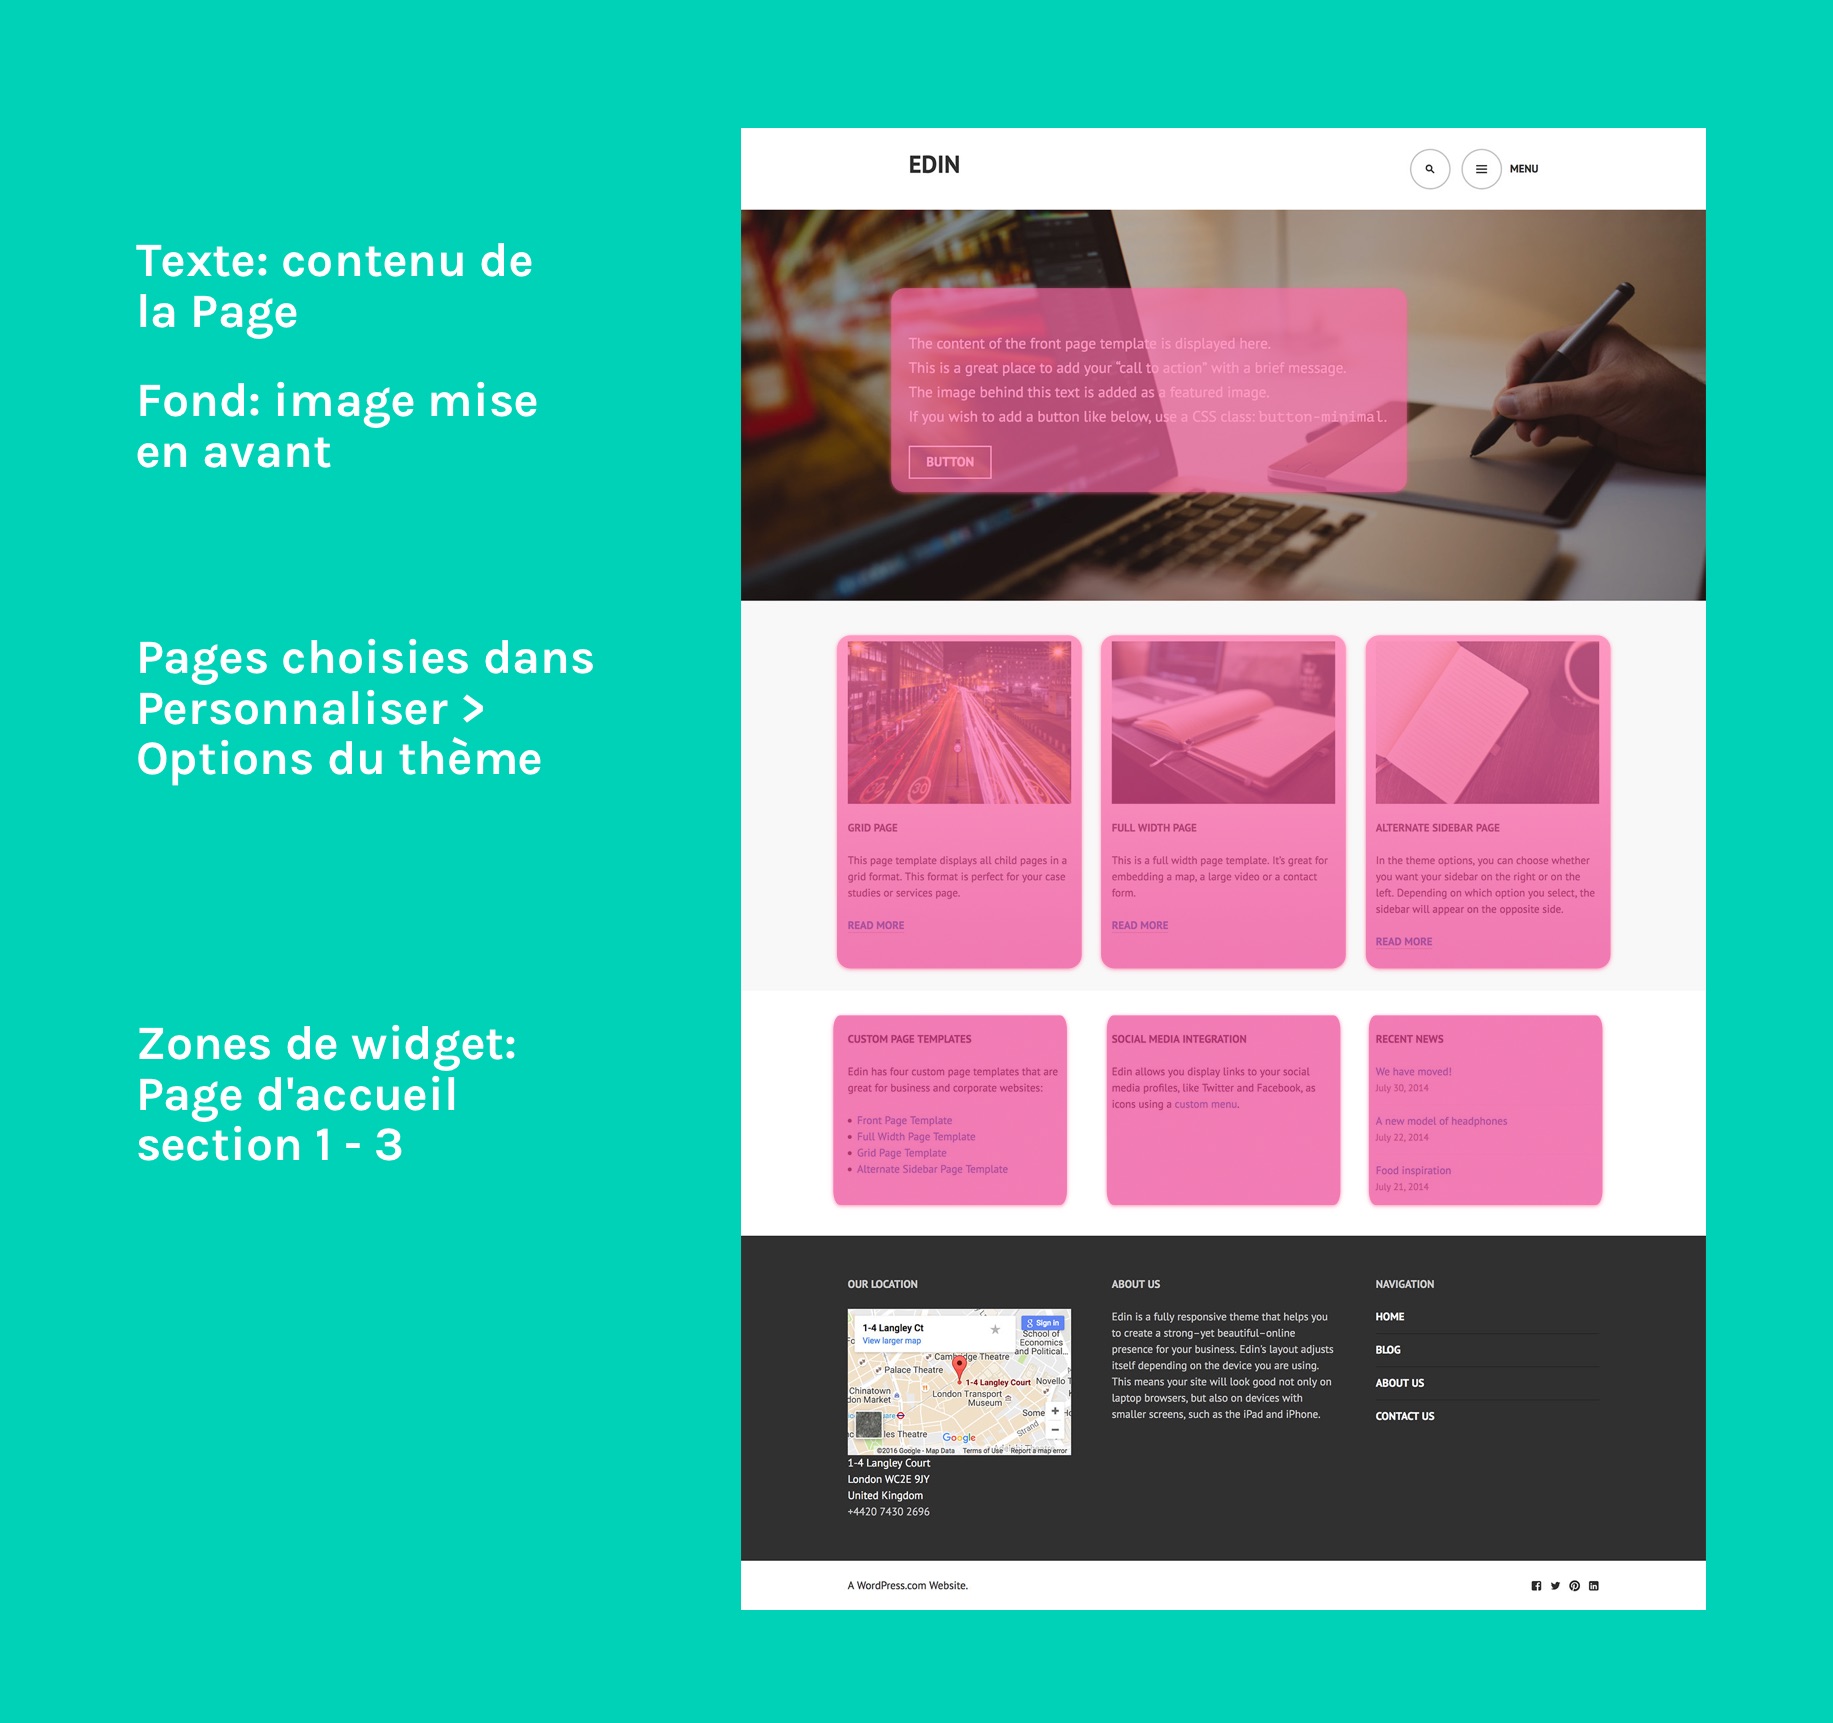 Texte: contenu de
la Page
Fond: image mise
en avant
Pages choisies dans
Personnaliser >
Options du thème
Zones de widget:
Page d'accueil
section 1 - 3
EDIN
MENU
The content of the front page template is displayed here.
This is a great place to add your “call to action” with a brief message.
The image behind this text is added as a featured image.
If you wish to add a button like below, use a CSS class: button-minimal.
BUTTON
GRID PAGE
This page template displays all child pages in a
grid format. This format is perfect for your case
studies or services page.
READ MORE
FULL WIDTH PAGE
This is a full width page template. It's great for
embedding a map, a large video or a contact
form.
READ MORE
ALTERNATE SIDEBAR PAGE
In the theme options, you can choose whether
you want your sidebar on the right or on the
left. Depending on which option you select, the
sidebar will appear on the opposite side.
READ MORE
CUSTOM PAGE TEMPLATES
Edin has four custom page templates that are
great for business and corporate websites:
• Front Page Template
• Full Width Page Template
• Grid Page Template
• Alternate Sidebar Page Template
SOCIAL MEDIA INTEGRATION
Edin allows you display links to your social
media profiles, like Twitter and Facebook, as
icons using a custom menu.
RECENT NEWS
We have moved!
July 30, 2014
A new model of headphones
July 22, 2014
Food inspiration
July 21, 2014
OUR LOCATION
1-4 Langley Ct
View larger map
Sign In
School of
Economics
and Political...
Cambridge Theatre
Palace Theatre
1-4 Langley Court
Novello T
Chinatown
don Market
London Transport
Museum
Some
les Theatre
Google
©2016 Google - Map Data
Terms of Use
Report a map error
1-4 Langley Court
London WC2E 9JY
United Kingdom
+4420 7430 2696
ABOUT US
Edin is a fully responsive theme that helps you
to create a strong–yet beautiful–online
presence for your business. Edin's layout adjusts
itself depending on the device you are using.
This means your site will look good not only on
laptop browsers, but also on devices with
smaller screens, such as the iPad and iPhone.
NAVIGATION
HOME
BLOG
ABOUT US
CONTACT US
A WordPress.com Website.